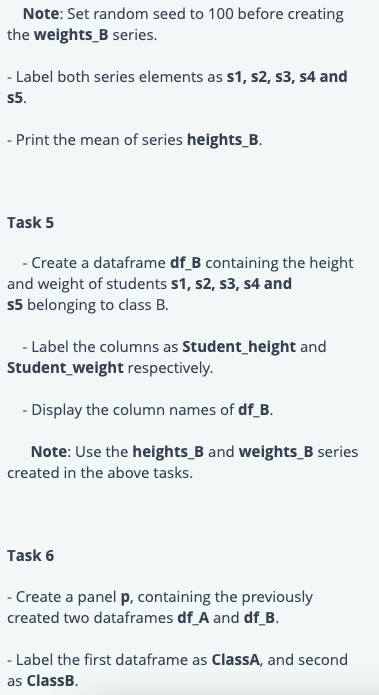 Note: Set random seed to 100 before creating
the weights_B series.
- Label both series elements as s1, s2, s3, s4 and
s5.
- Print the mean of series heights_B.
Task 5
- Create a dataframe df_B containing the height
and weight of students s1, s2, s3, s4 and
s5 belonging to class B.
- Label the columns as Student_height and
Student_weight respectively.
- Display the column names of df_B.
Note: Use the heights_B and weights_B series
created in the above tasks.
Task 6
- Create a panel p, containing the previously
created two dataframes df_A and df_B.
- Label the first dataframe as ClassA, and second
as ClassB.